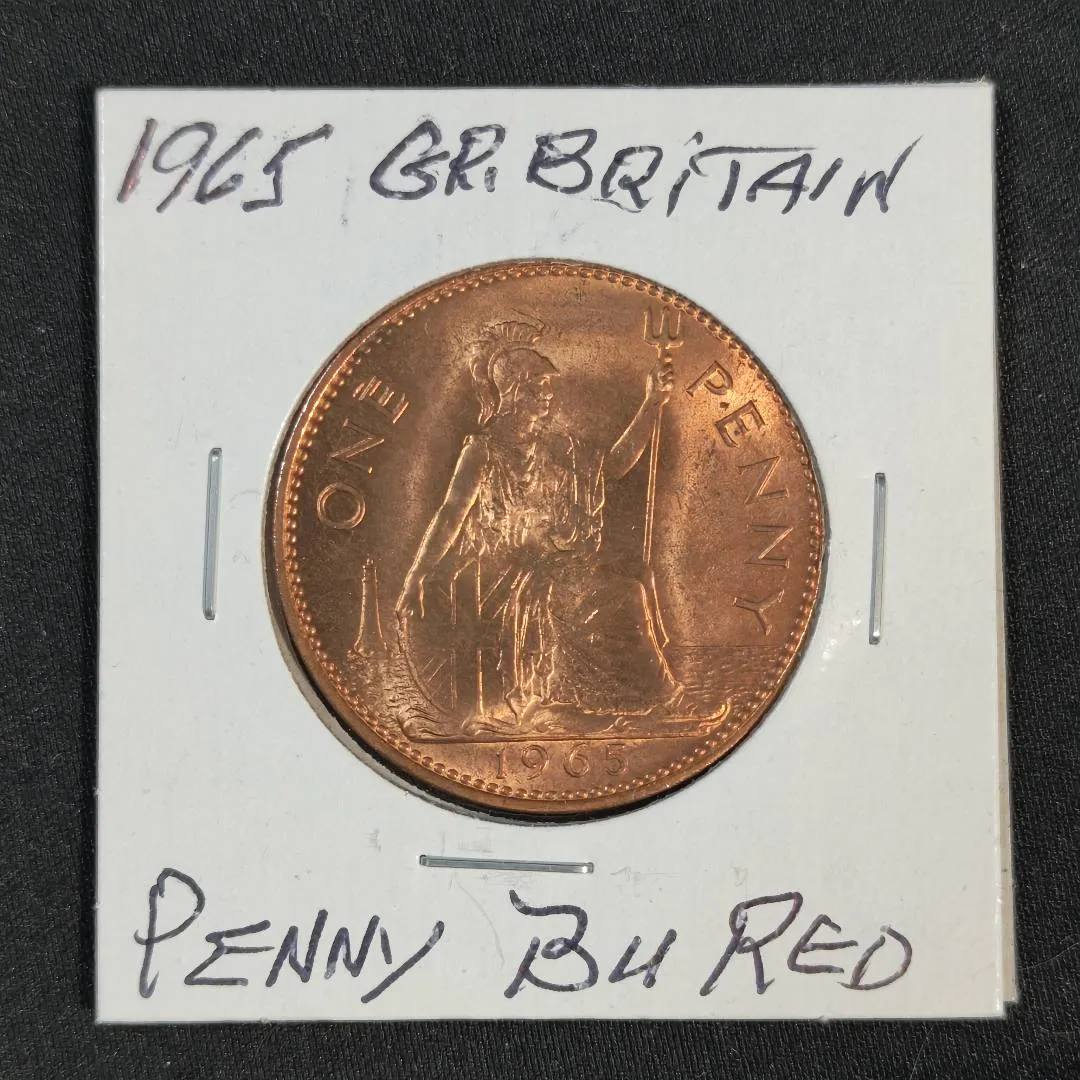 1965 GR. BRITAIN
ONE PENNY
1965
PENNY BU RED